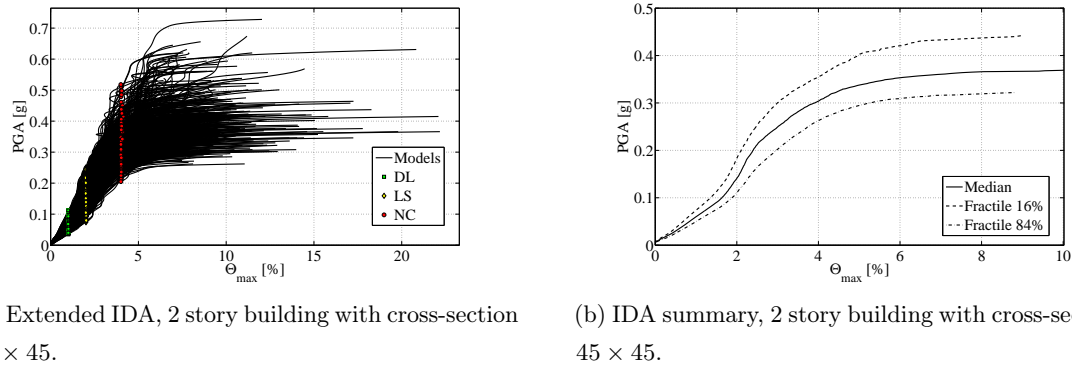 0.7
0.6
0.5
0.4
0.3
0.2
0.1
0
PGA [g]
0 5 10 15 20
Θmax [%]
Models
DL
LS
NC
0.5
0.4
0.3
0.2
0.1
0
PGA [g]
0 2 4 6 8 10
Θmax [%]
Median
Fractile 16%
Fractile 84%
Extended IDA, 2 story building with cross-section
× 45.
(b) IDA summary, 2 story building with cross-se
45 × 45.